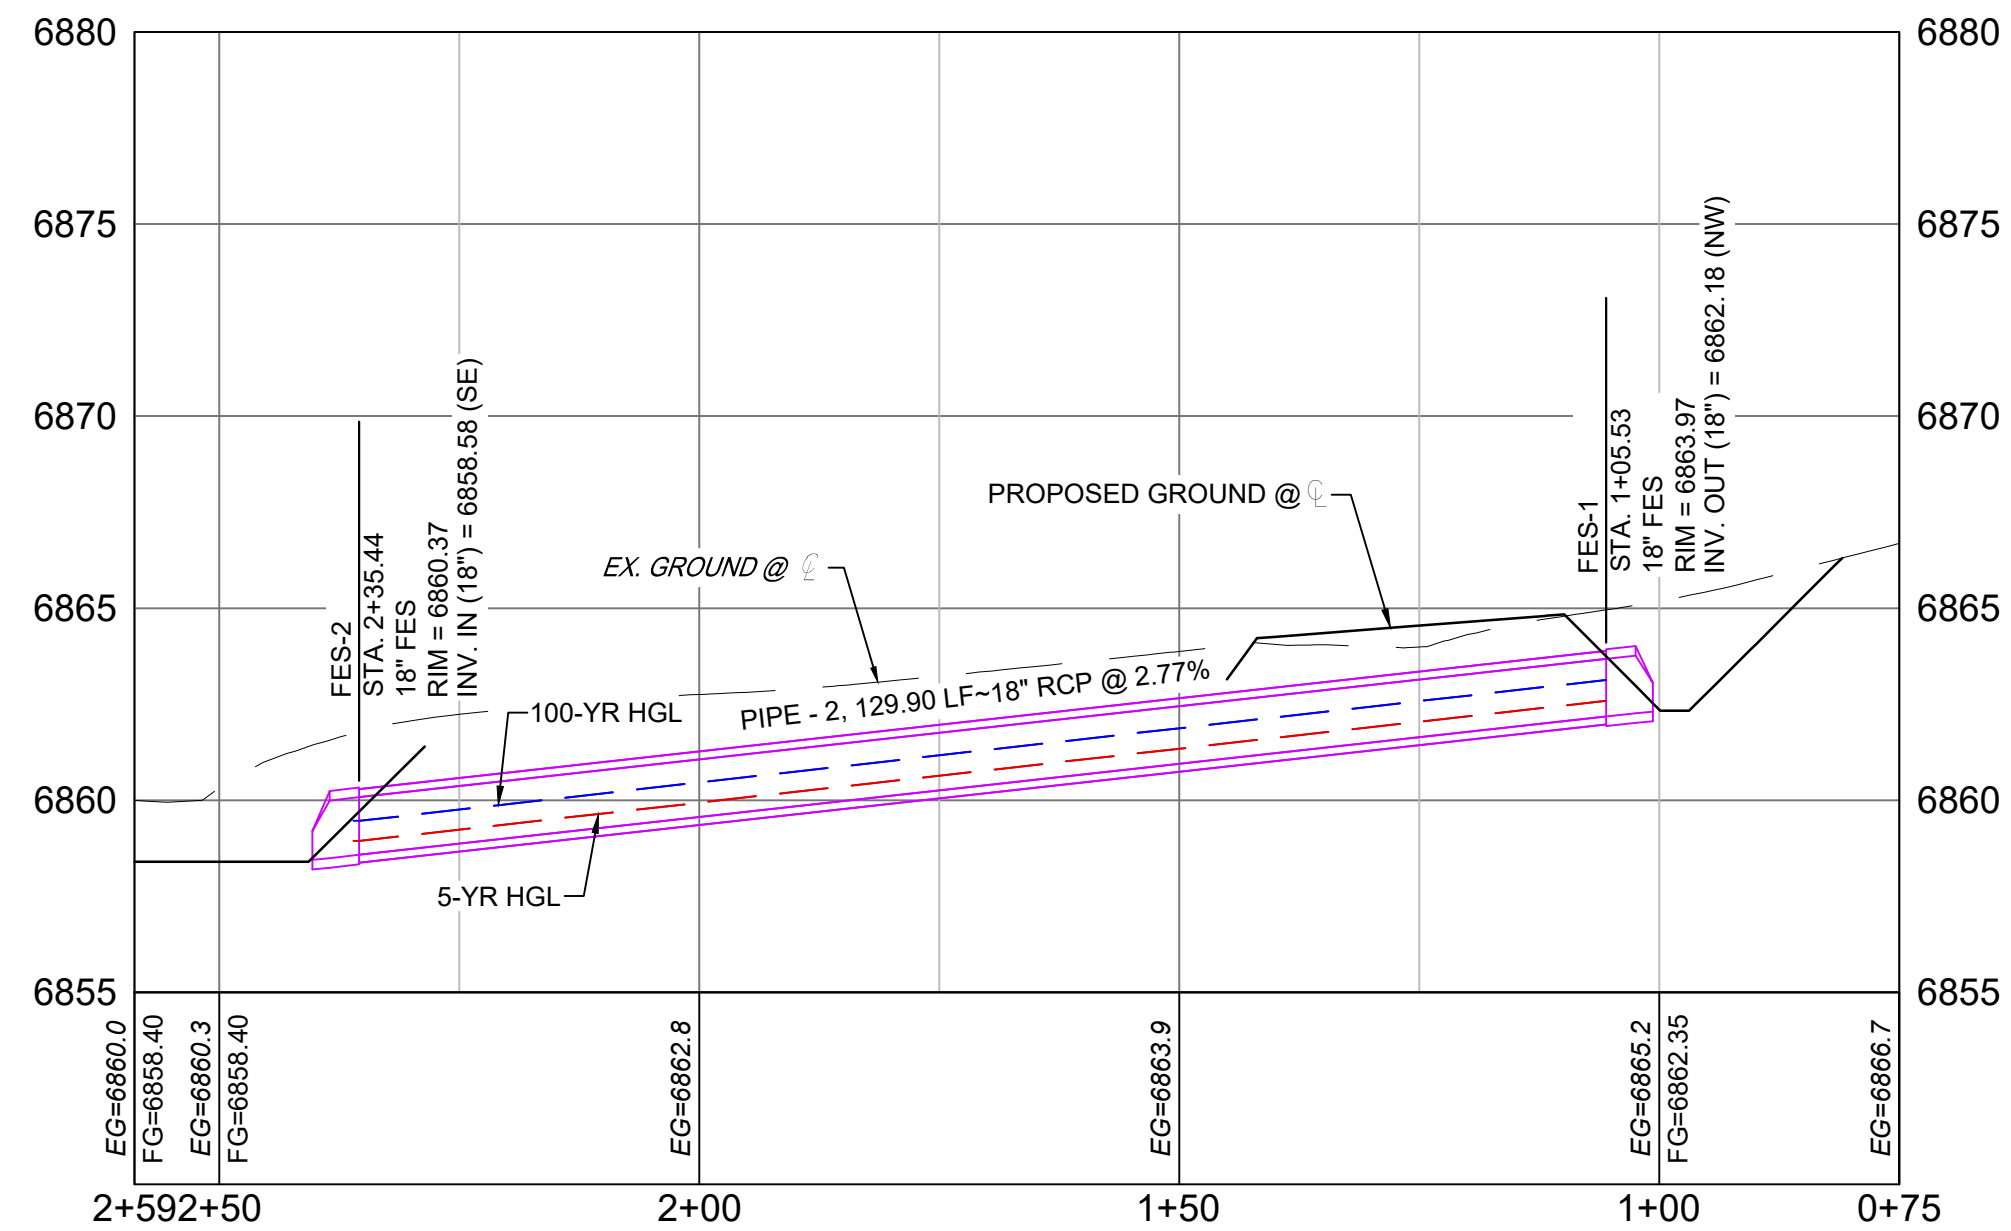 6880
6880
6875
6875
6870
6870
6865
6865
6860
6860
6855
6855
FES-2
STA. 2+35.44
18" FES
RIM = 6860.37
INV. IN (18") = 6858.58 (SE)
FES-1
STA. 1+05.53
18" FES
RIM = 6863.97
INV. OUT (18") = 6862.18 (NW)
PROPOSED GROUND @ ℄
EX. GROUND @ ℄
PIPE - 2, 129.90 LF~18" RCP @ 2.77%
100-YR HGL
5-YR HGL
EG=6860.0
FG=6858.40
EG=6860.3
FG=6858.40
EG=6862.8
EG=6863.9
EG=6865.2
FG=6862.35
EG=6866.7
2+59
2+50
2+00
1+50
1+00
0+75